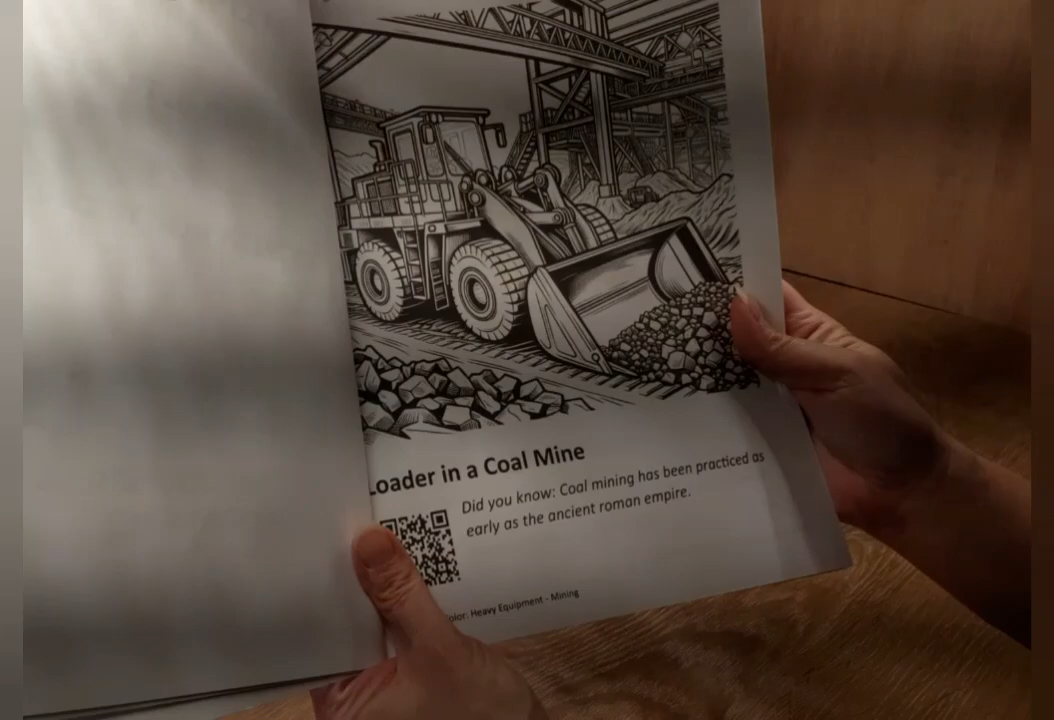 Loader in a Coal Mine
Did you know: Coal mining has been practiced as
early as the ancient roman empire.
Heavy Equipment - Mining